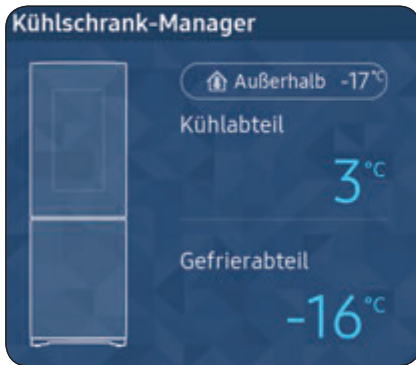 Kühlschrank-Manager
Außerhalb -17°C
Kühlabteil
3°C
Gefrierabteil
-16°C